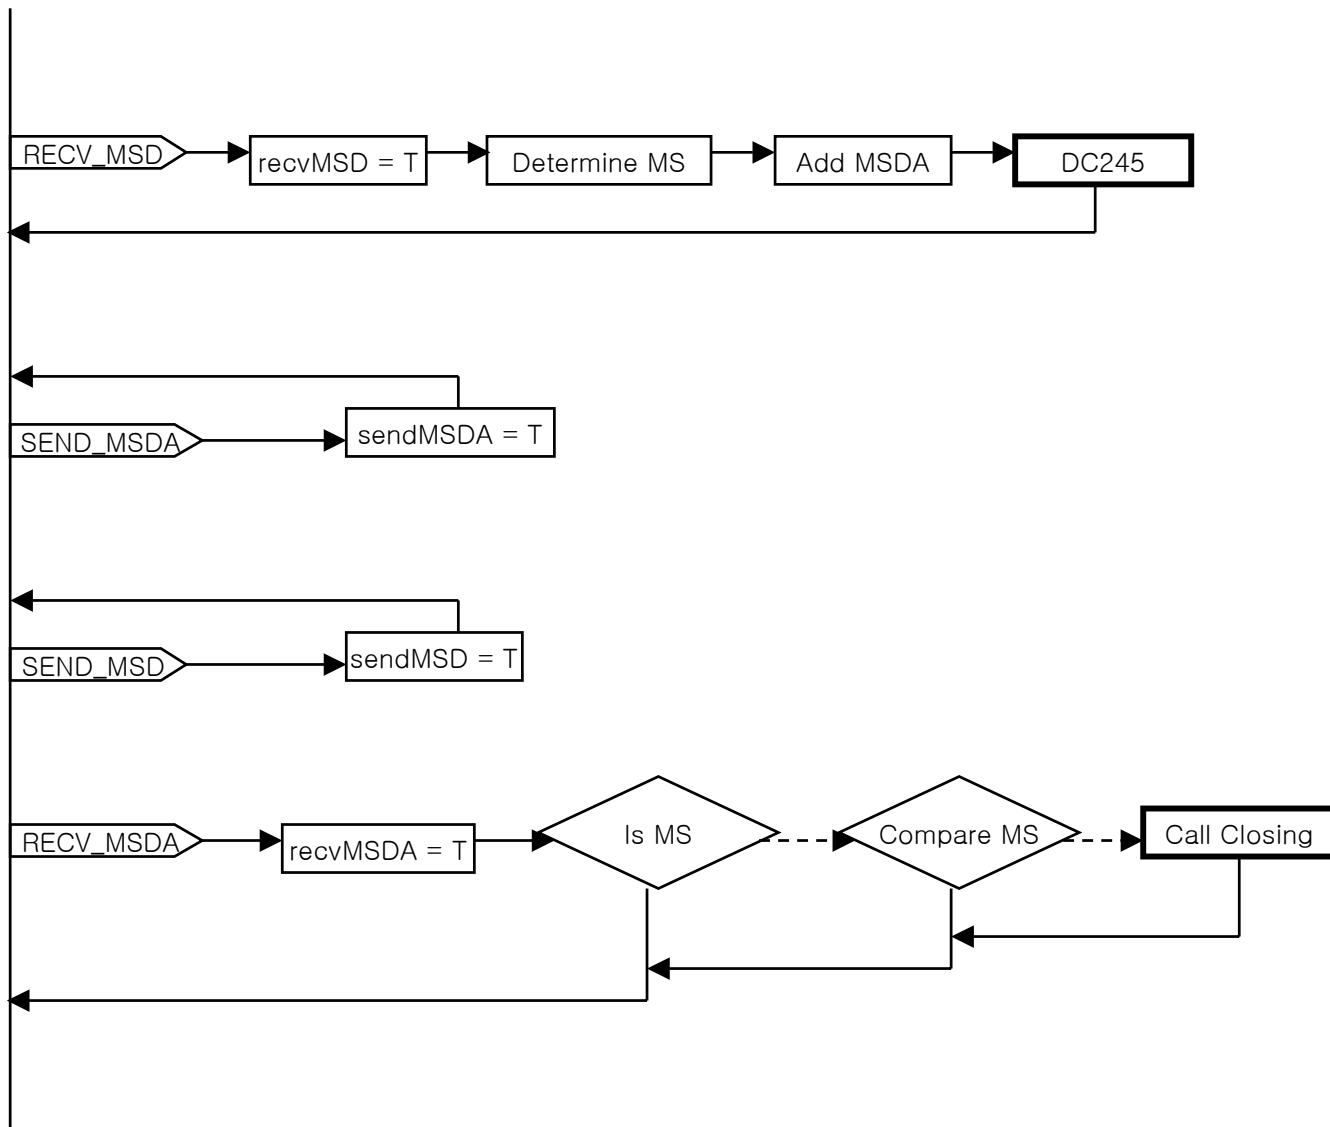 RECV_MSD
recvMSD = T
Determine MS
Add MSDA
DC245
SEND_MSDA
sendMSDA = T
SEND_MSD
sendMSD = T
RECV_MSDA
recvMSDA = T
Is MS
Compare MS
Call Closing